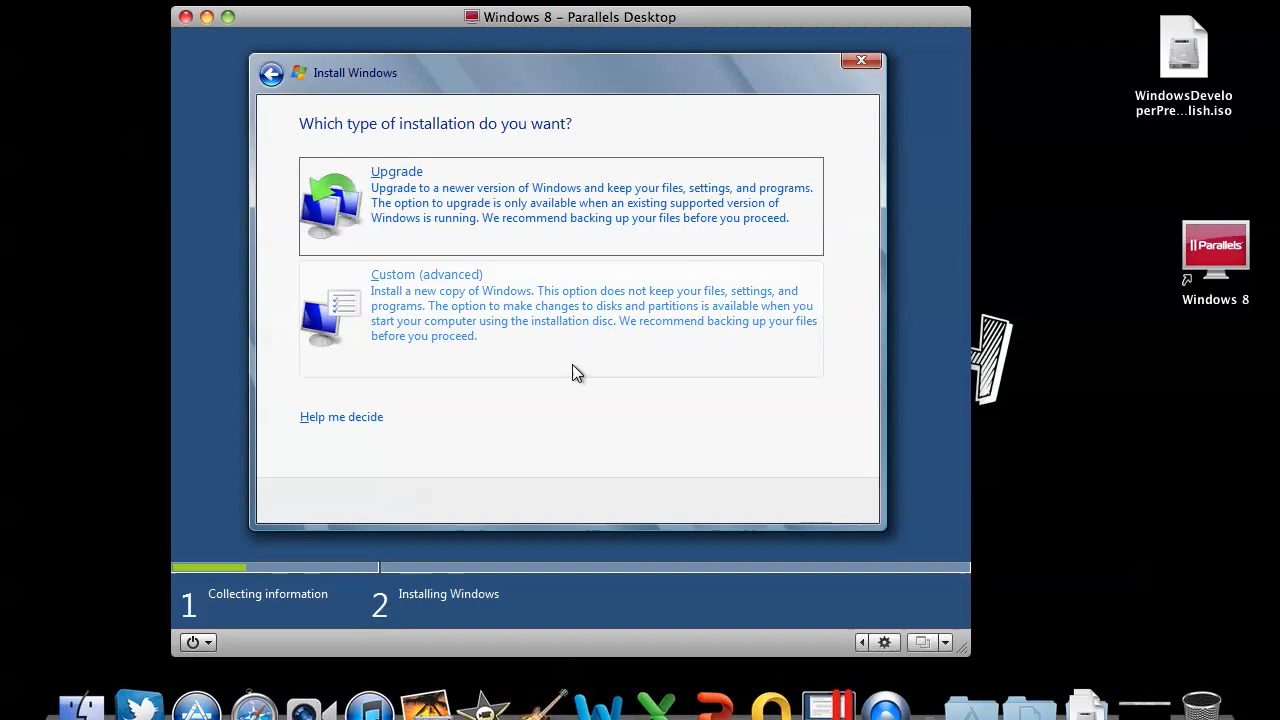 Windows 8 - Parallels Desktop
Install Windows
Which type of installation do you want?
Upgrade
Upgrade to a newer version of Windows and keep your files, settings, and programs.
The option to upgrade is only available when an existing supported version of
Windows is running. We recommend backing up your files before you proceed.
Custom (advanced)
Install a new copy of Windows. This option does not keep your files, settings, and
programs. The option to make changes to disks and partitions is available when you
start your computer using the installation disc. We recommend backing up your files
before you proceed.
Help me decide
1 Collecting information
2 Installing Windows
WindowsDevelo
perPre...lish.iso
Parallels
Windows 8